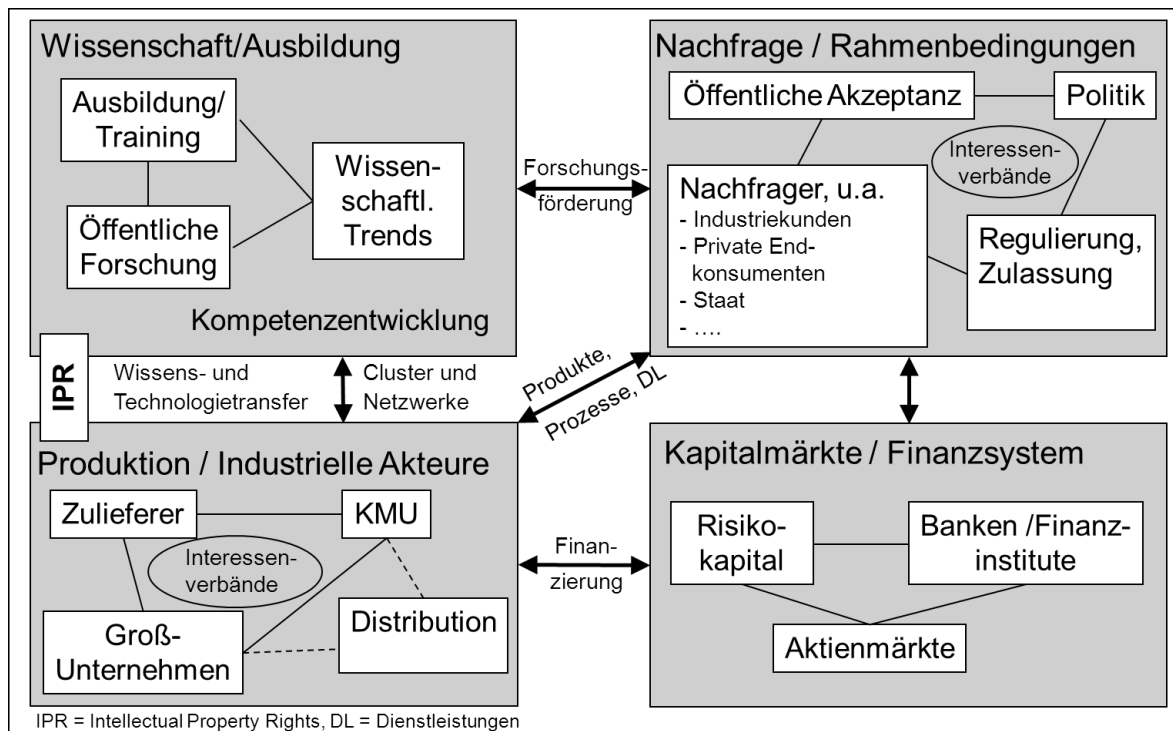 Wissenschaft/Ausbildung
Ausbildung/
Training
Wissen-
schaftl.
Trends
Öffentliche
Forschung
Kompetenzentwicklung
Nachfrage / Rahmenbedingungen
Öffentliche Akzeptanz
Politik
Interessen-
verbände
Nachfrager, u.a.
- Industriekunden
- Private End-
konsumenten
- Staat
- ....
Regulierung,
Zulassung
Forschungs-
förderung
IPR
Wissens- und
Technologietransfer
Cluster und
Netzwerke
Produkte,
Prozesse, DL
Produktion / Industrielle Akteure
Zulieferer
KMU
Interessen-
verbände
Groß-
Unternehmen
Distribution
Finan-
zierung
Kapitalmärkte / Finanzsystem
Risiko-
kapital
Banken /Finanz-
institute
Aktienmärkte
IPR = Intellectual Property Rights, DL = Dienstleistungen